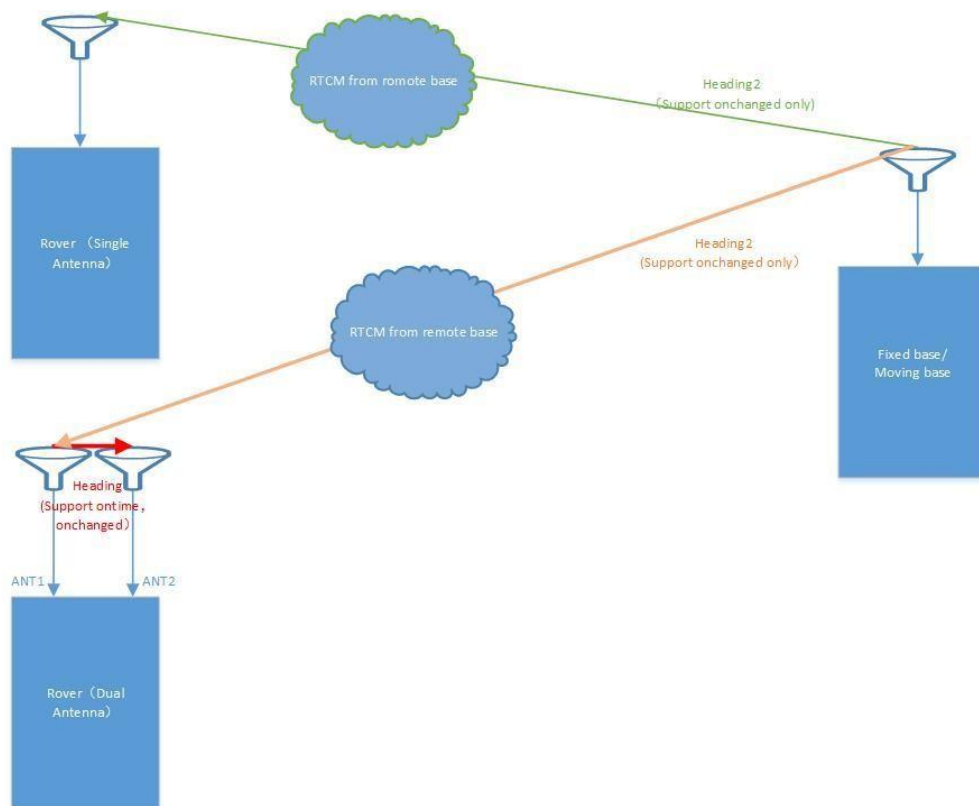 RTCM from romote base
Heading2
（Support onchanged only)
Rover （Single
Antenna）
Heading2
(Support onchanged only）
RTCM from remote base
Fixed base/
Moving base
Heading
(Support ontime，
onchanged）
ANT1
ANT2
Rover（Dual
Antenna）